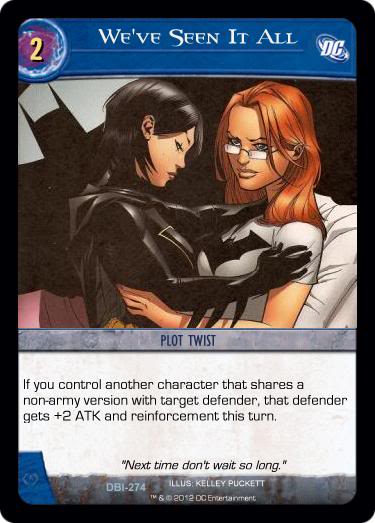 2
We've Seen It All
DC
PLOT TWIST
If you control another character that shares a
non-army version with target defender, that defender
gets +2 ATK and reinforcement this turn.
"Next time don't wait so long."
DBI-274 ILLUS: KELLEY PUCKETT
™ & © 2012 DC Entertainment